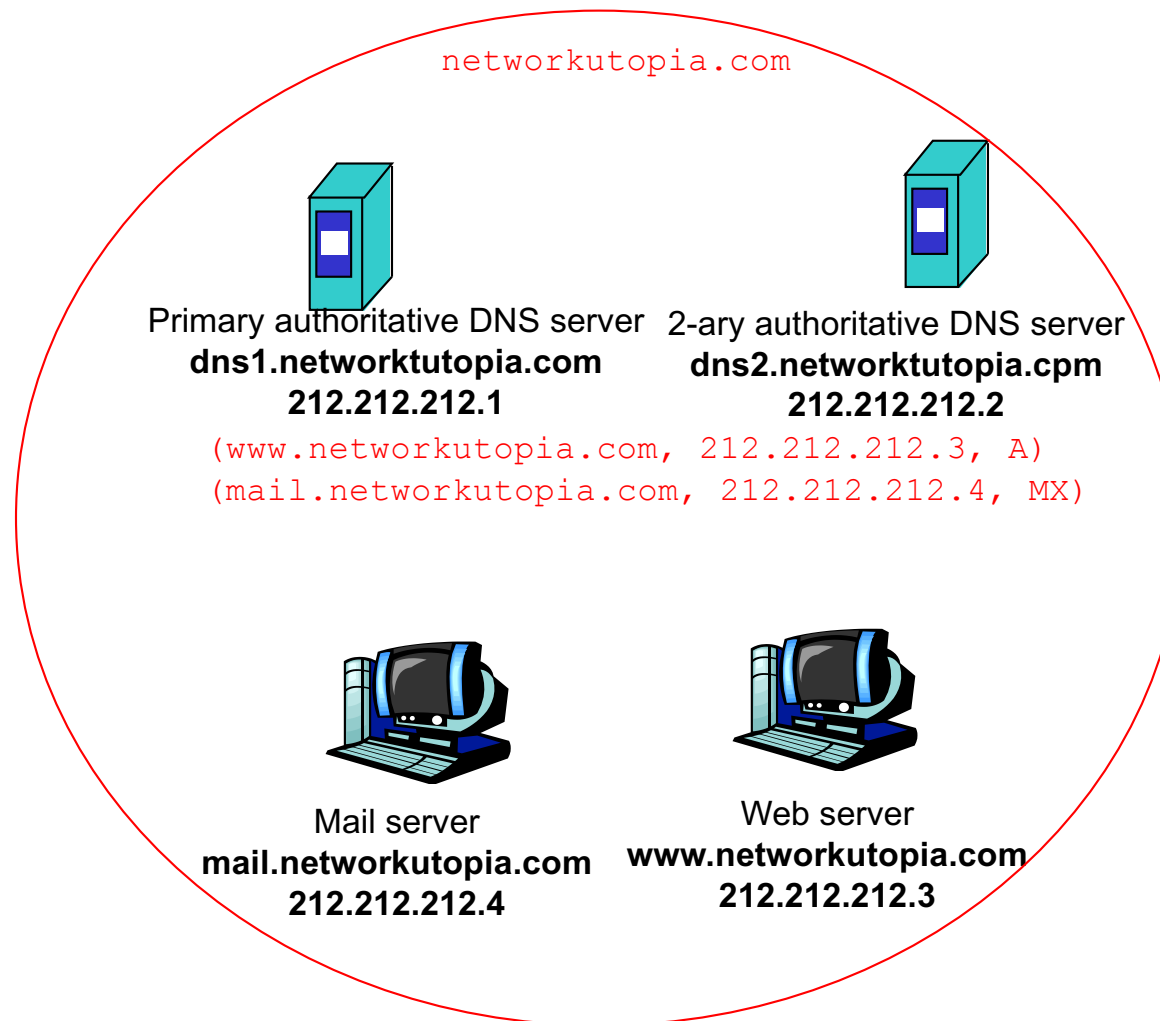 networkutopia.com
Primary authoritative DNS server
dns1.networktutopia.com
212.212.212.1
2-ary authoritative DNS server
dns2.networktutopia.cpm
212.212.212.2
(www.networkutopia.com, 212.212.212.3, A)
(mail.networkutopia.com, 212.212.212.4, MX)
Mail server
mail.networkutopia.com
212.212.212.4
Web server
www.networkutopia.com
212.212.212.3